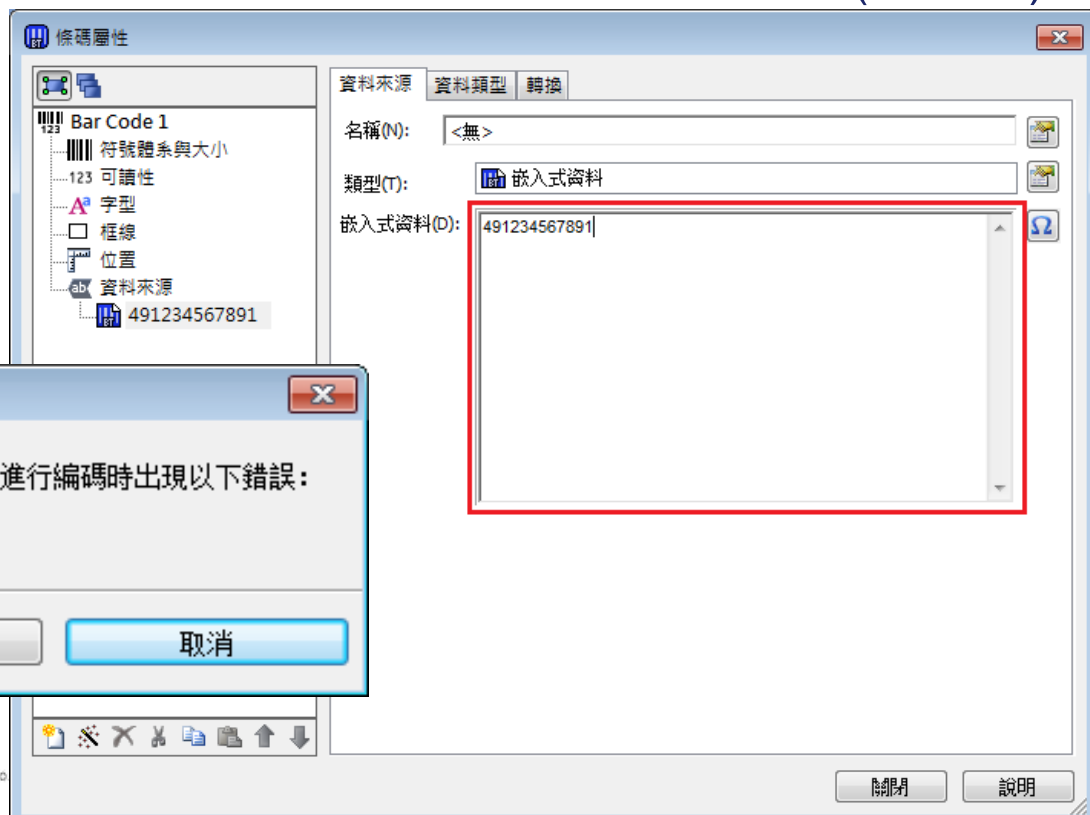 條碼屬性
Bar Code 1
符號體系與大小
123 可讀性
字型
框線
位置
資料來源
491234567891
資料來源 資料類型 轉換
名稱(N): <無>
類型(T): 嵌入式資料
嵌入式資料(D): 491234567891
進行編碼時出現以下錯誤:
取消
關閉 說明